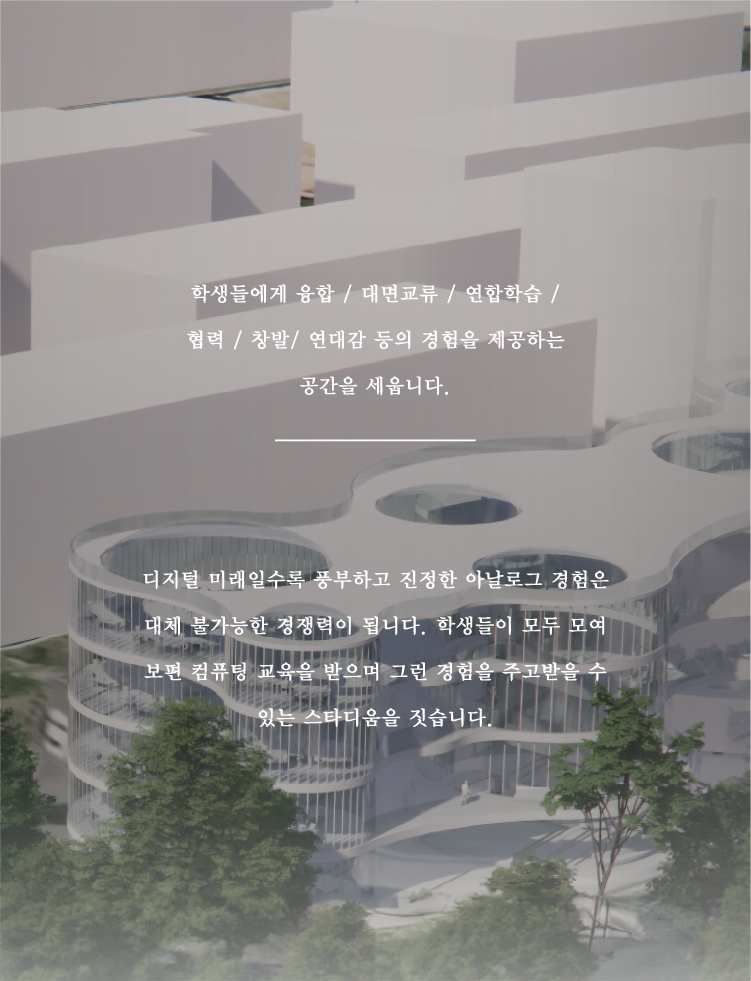 학생들에게 융합 / 대면교류 / 연합학습 /
협력 / 창발/ 연대감 등의 경험을 제공하는
공간을 세웁니다.
디지털 미래일수록 풍부하고 진정한 아날로그 경험은
대체 불가능한 경쟁력이 됩니다. 학생들이 모두 모여
보편 컴퓨팅 교육을 받으며 그런 경험을 주고받을 수
있는 스타디움을 짓습니다.